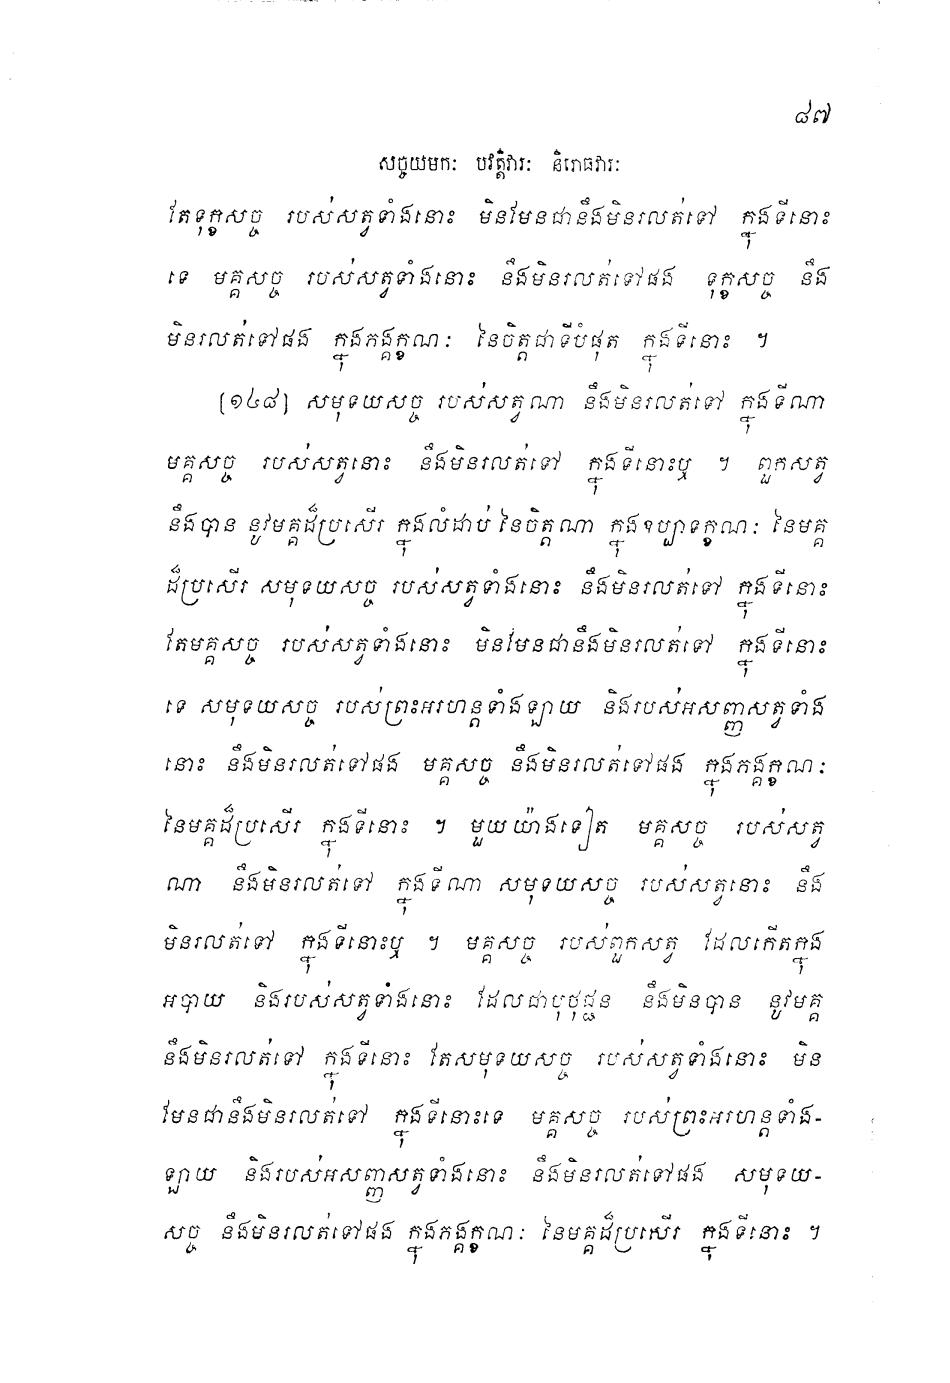 ៨៧
សច្ចយមកៈ បវត្តិវារៈ និរោធវារៈ
តែទុក្ខសច្ច របស់សត្វទាំងនោះ មិនមែនជានឹងមិនរលត់ទៅ ក្នុងទីនោះ
ទេ មគ្គសច្ច របស់សត្វទាំងនោះ នឹងមិនរលត់ទៅផង ទុក្ខសច្ច នឹង
មិនរលត់ទៅផង ក្នុងភង្គក្ខណៈ នៃចិត្តជាទីបំផុត ក្នុងទីនោះ ។
[១៤៨] សមុទយសច្ច របស់សត្វណា នឹងមិនរលត់ទៅ ក្នុងទីណា
មគ្គសច្ច របស់សត្វនោះ នឹងមិនរលត់ទៅ ក្នុងទីនោះឬ ។ ពួកសត្វ
នឹងបាន នូវមគ្គដ៏ប្រសើរ ក្នុងលំដាប់ នៃចិត្តណា ក្នុងឧប្បាទក្ខណៈ នៃមគ្គ
ដ៏ប្រសើរ សមុទយសច្ច របស់សត្វទាំងនោះ នឹងមិនរលត់ទៅ ក្នុងទីនោះ
តែមគ្គសច្ច របស់សត្វទាំងនោះ មិនមែនជានឹងមិនរលត់ទៅ ក្នុងទីនោះ
ទេ សមុទយសច្ច របស់ព្រះអរហន្តទាំងឡាយ និងរបស់អសញ្ញសត្វទាំង
នោះ នឹងមិនរលត់ទៅផង មគ្គសច្ច នឹងមិនរលត់ទៅផង ក្នុងភង្គក្ខណៈ
នៃមគ្គដ៏ប្រសើរ ក្នុងទីនោះ ។ មួយយ៉ាងទៀត មគ្គសច្ច របស់សត្វ
ណា នឹងមិនរលត់ទៅ ក្នុងទីណា សមុទយសច្ច របស់សត្វនោះ នឹង
មិនរលត់ទៅ ក្នុងទីនោះឬ ។ មគ្គសច្ច របស់ពួកសត្វ ដែលកើតក្នុង
អបាយ និងរបស់សត្វទាំងនោះ ដែលជាបុថុជ្ជន នឹងមិនបាន នូវមគ្គ
នឹងមិនរលត់ទៅ ក្នុងទីនោះ តែសមុទយសច្ច របស់សត្វទាំងនោះ មិន
មែនជានឹងមិនរលត់ទៅ ក្នុងទីនោះទេ មគ្គសច្ច របស់ព្រះអរហន្តទាំង-
ឡាយ និងរបស់អសញ្ញសត្វទាំងនោះ នឹងមិនរលត់ទៅផង សមុទយ-
សច្ច នឹងមិនរលត់ទៅផង ក្នុងភង្គក្ខណៈ នៃមគ្គដ៏ប្រសើរ ក្នុងទីនោះ ។